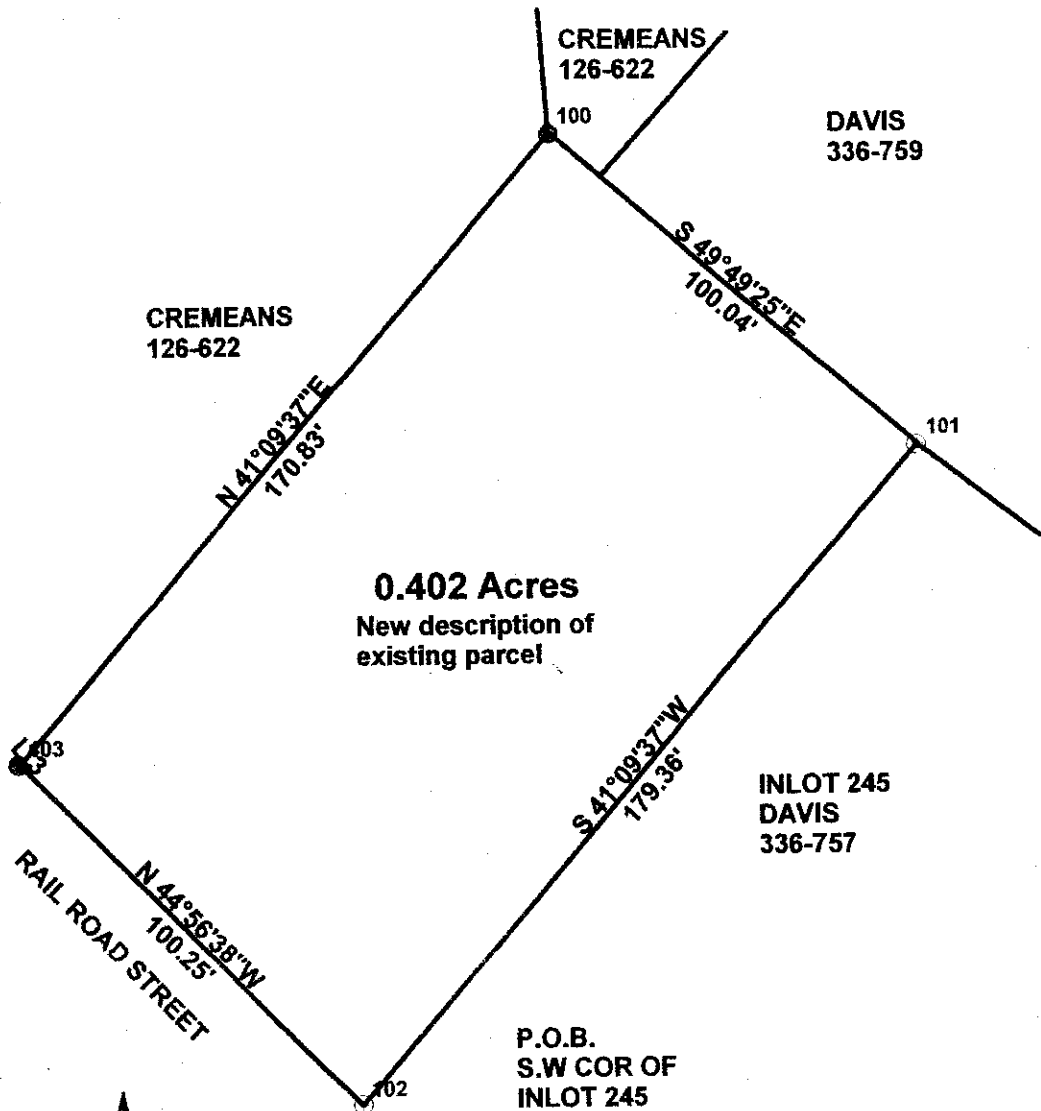 CREMEANS
126-622
100
DAVIS
336-759
S 49°49'25"E
100.04'
CREMEANS
126-622
101
N 41°09'37"E
170.83'
0.402 Acres
New description of
existing parcel
S 41°09'37"W
179.36'
INLOT 245
DAVIS
336-757
N 44°56'38"W
100.25'
RAIL ROAD STREET
P.O.B.
S.W COR OF
INLOT 245
102